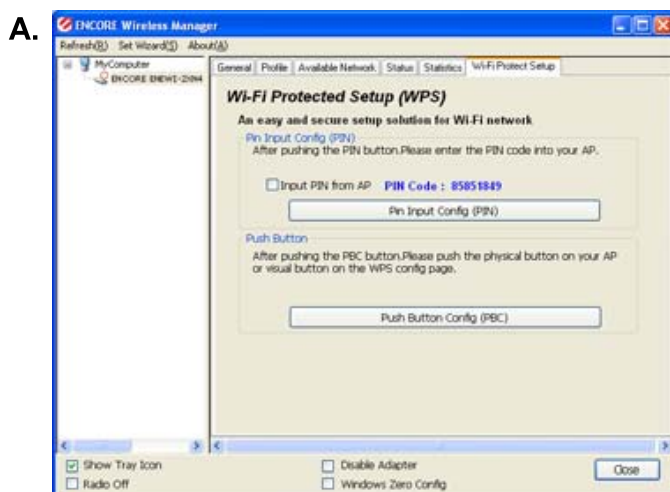 A.
ENCORE Wireless Manager
Refresh(R) Set Wizard(S) About(A)
MyComputer
General Profile Available Network Status Statistics Wi-Fi Protect Setup
Wi-Fi Protected Setup (WPS)
An easy and secure setup solution for Wi-Fi network
Pin Input Config (PIN)
After pushing the PIN button.Please enter the PIN code into your AP.
Input PIN from AP PIN Code : 85851849
Pin Input Config (PIN)
Push Button
After pushing the PBC button.Please push the physical button on your AP
or visual button on the WPS config page.
Push Button Config (PBC)
Show Tray Icon
Disable Adapter
Close
Radio Off
Windows Zero Config